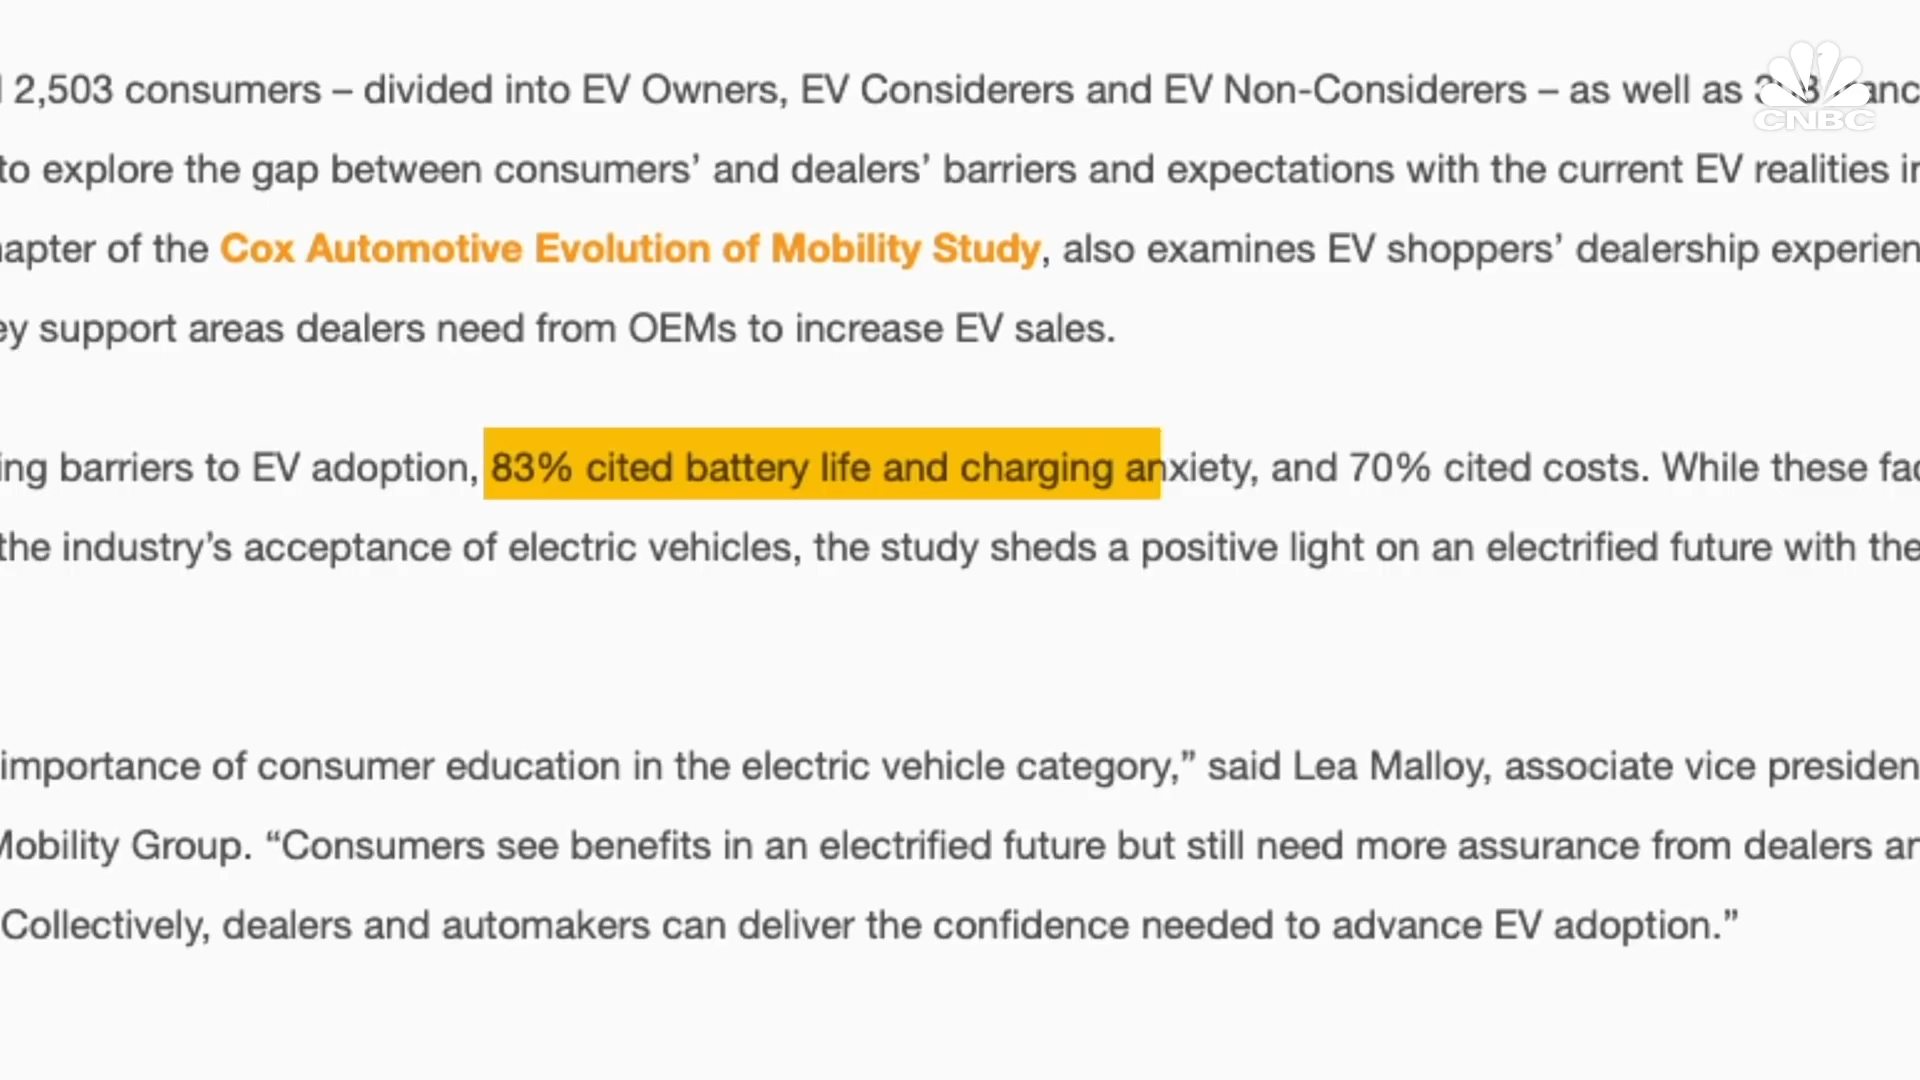 2,503 consumers – divided into EV Owners, EV Considerers and EV Non-Considerers – as well as
to explore the gap between consumers’ and dealers’ barriers and expectations with the current EV realities
of the Cox Automotive Evolution of Mobility Study, also examines EV shoppers’ dealership
support areas dealers need from OEMs to increase EV sales.
barriers to EV adoption, 83% cited battery life and charging anxiety, and 70% cited costs. While these
the industry’s acceptance of electric vehicles, the study sheds a positive light on an electrified future with the
importance of consumer education in the electric vehicle category,” said Lea Malloy, associate vice
Mobility Group. “Consumers see benefits in an electrified future but still need more assurance from dealers
Collectively, dealers and automakers can deliver the confidence needed to advance EV adoption.”
CNBC